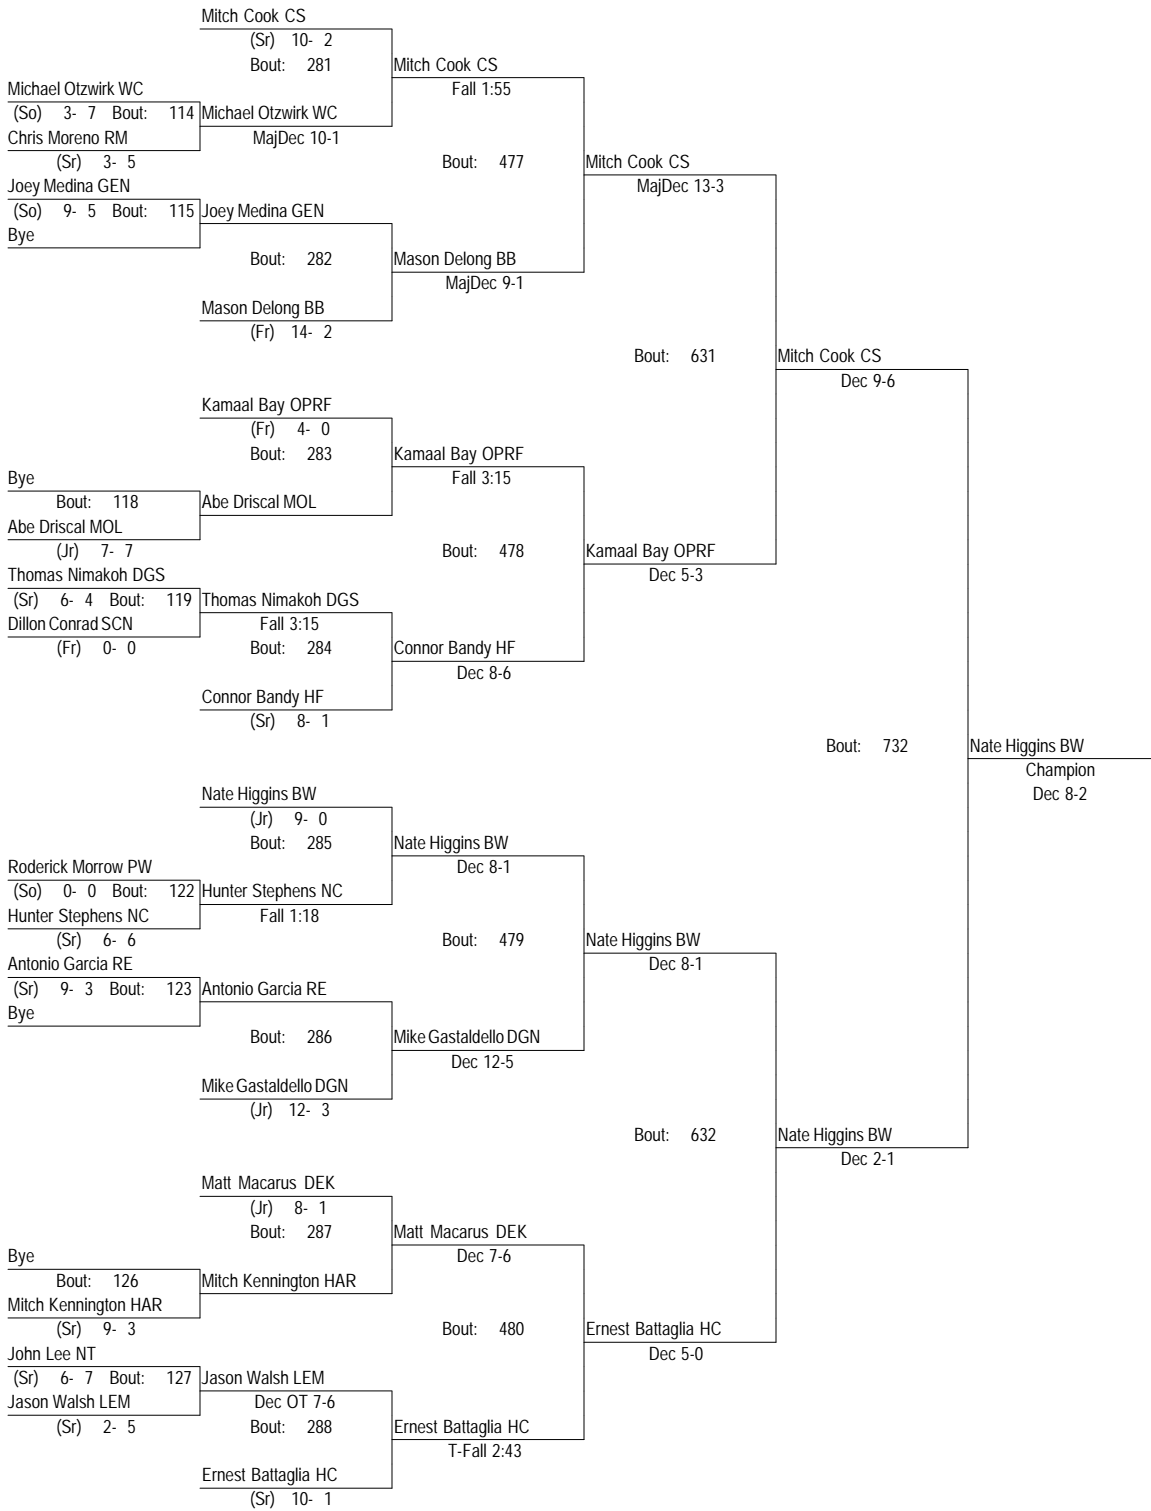 Mitch Cook CS
(Sr) 10- 2
Bout: 281
Mitch Cook CS
Fall 1:55
Michael Otzwirk WC
(So) 3- 7 Bout: 114 Michael Otzwirk WC
Chris Moreno RM
MajDec 10-1
(Sr) 3- 5
Bout: 477
Mitch Cook CS
MajDec 13-3
Joey Medina GEN
(So) 9- 5 Bout: 115 Joey Medina GEN
Bye
Bout: 282
Mason Delong BB
MajDec 9-1
Mason Delong BB
(Fr) 14- 2
Bout: 631
Mitch Cook CS
Dec 9-6
Kamaal Bay OPRF
(Fr) 4- 0
Bout: 283
Kamaal Bay OPRF
Fall 3:15
Bye
Bout: 118
Abe Driscal MOL
Abe Driscal MOL
(Jr) 7- 7
Bout: 478
Kamaal Bay OPRF
Dec 5-3
Thomas Nimakoh DGS
(Sr) 6- 4 Bout: 119 Thomas Nimakoh DGS
Dillon Conrad SCN
Fall 3:15
(Fr) 0- 0
Bout: 284
Connor Bandy HF
Dec 8-6
Connor Bandy HF
(Sr) 8- 1
Bout: 732
Nate Higgins BW
Champion
Dec 8-2
Nate Higgins BW
(Jr) 9- 0
Bout: 285
Nate Higgins BW
Dec 8-1
Roderick Morrow PW
(So) 0- 0 Bout: 122 Hunter Stephens NC
Hunter Stephens NC
Fall 1:18
(Sr) 6- 6
Bout: 479
Nate Higgins BW
Dec 8-1
Antonio Garcia RE
(Sr) 9- 3 Bout: 123 Antonio Garcia RE
Bye
Bout: 286
Mike Gastaldello DGN
Dec 12-5
Mike Gastaldello DGN
(Jr) 12- 3
Bout: 632
Nate Higgins BW
Dec 2-1
Matt Macarus DEK
(Jr) 8- 1
Bout: 287
Matt Macarus DEK
Dec 7-6
Bye
Bout: 126
Mitch Kennington HAR
Mitch Kennington HAR
(Sr) 9- 3
Bout: 480
Ernest Battaglia HC
Dec 5-0
John Lee NT
(Sr) 6- 7 Bout: 127 Jason Walsh LEM
Jason Walsh LEM
Dec OT 7-6
(Sr) 2- 5
Bout: 288
Ernest Battaglia HC
T-Fall 2:43
Ernest Battaglia HC
(Sr) 10- 1